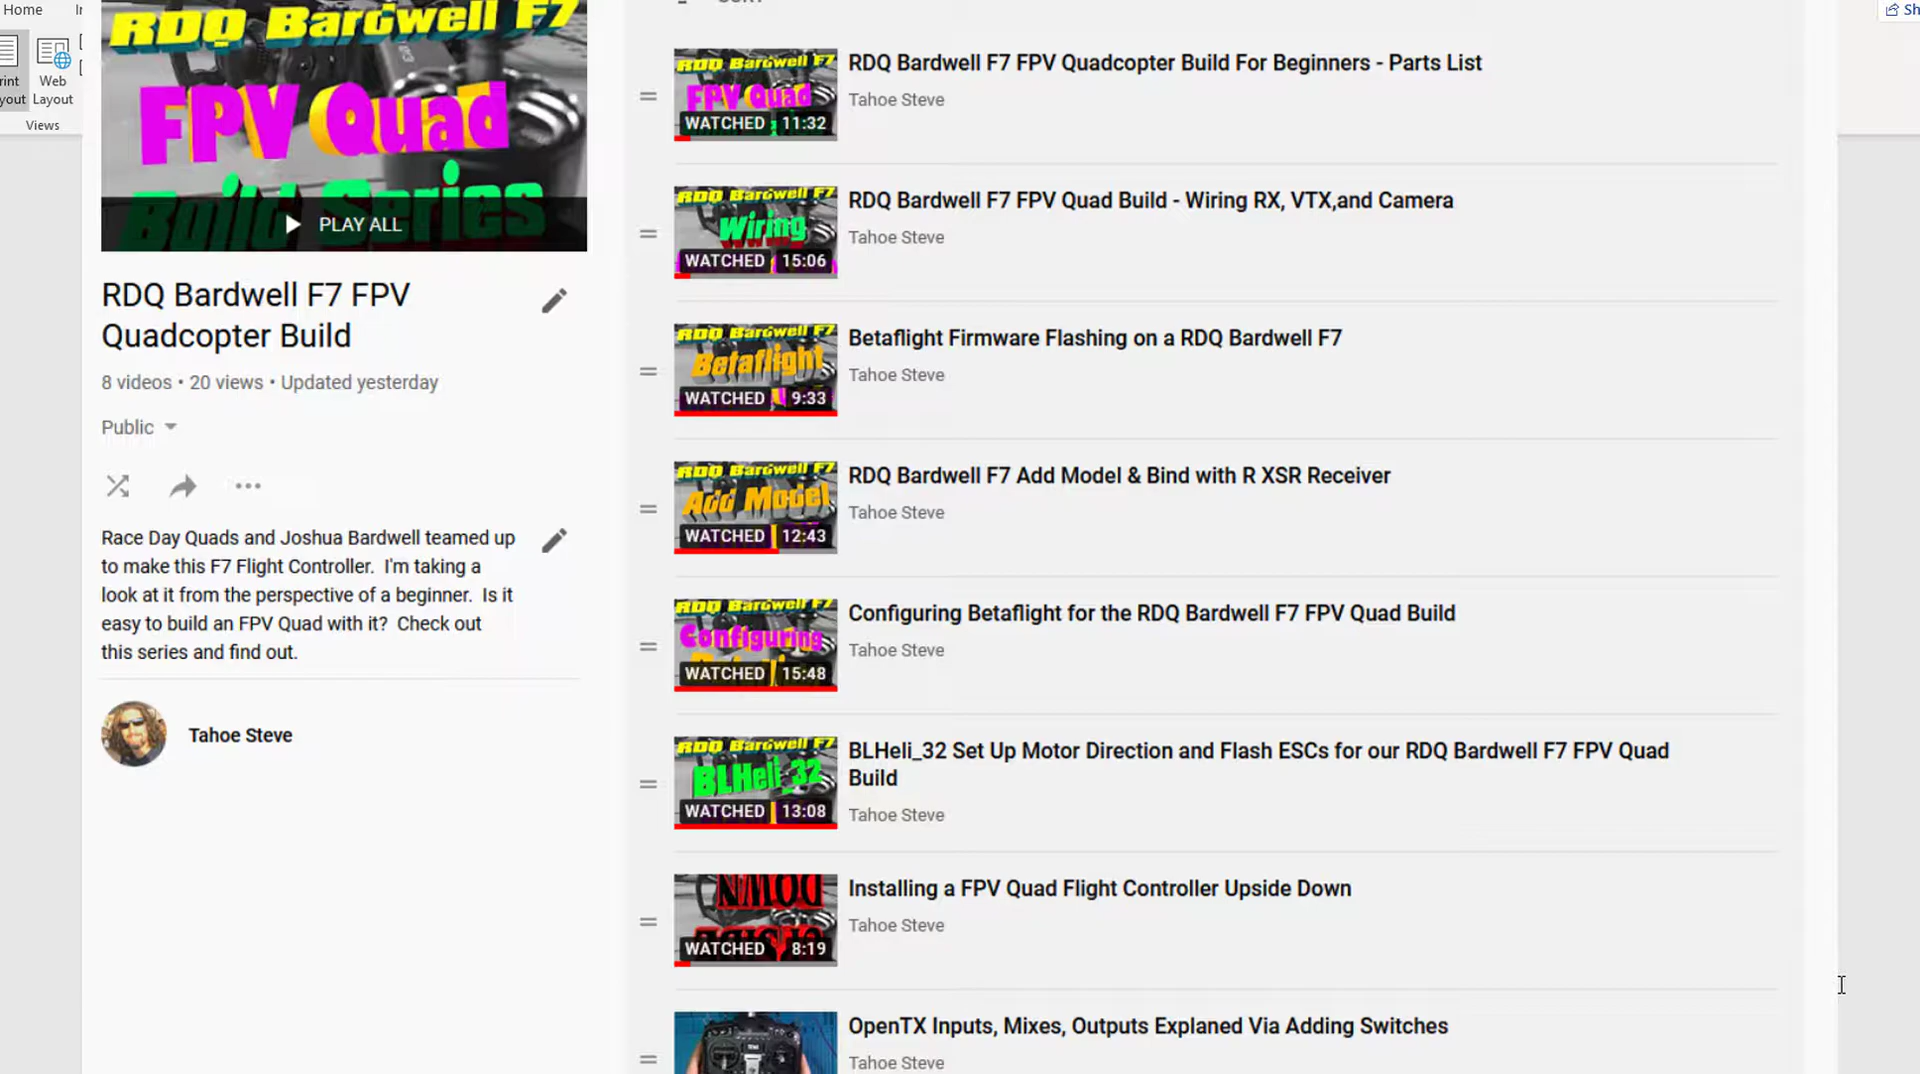 Home
Web
Layout
Views
RDQ Bardwell F7
FPV Quad
Build Series
PLAY ALL
RDQ Bardwell F7 FPV
Quadcopter Build
8 videos • 20 views • Updated yesterday
Public
Race Day Quads and Joshua Bardwell teamed up
to make this F7 Flight Controller. I'm taking a
look at it from the perspective of a beginner. Is it
easy to build an FPV Quad with it? Check out
this series and find out.
Tahoe Steve
RDQ Bardwell F7
FPV Quad
WATCHED 11:32
RDQ Bardwell F7 FPV Quadcopter Build For Beginners - Parts List
Tahoe Steve
RDQ Bardwell F7
Wiring
WATCHED 15:06
RDQ Bardwell F7 FPV Quad Build - Wiring RX, VTX,and Camera
Tahoe Steve
RDQ Bardwell F7
Betaflight
WATCHED 9:33
Betaflight Firmware Flashing on a RDQ Bardwell F7
Tahoe Steve
RDQ Bardwell F7
Add Model
WATCHED 12:43
RDQ Bardwell F7 Add Model & Bind with R XSR Receiver
Tahoe Steve
RDQ Bardwell F7
Configuring
WATCHED 15:48
Configuring Betaflight for the RDQ Bardwell F7 FPV Quad Build
Tahoe Steve
RDQ Bardwell F7
BLHeli_32
WATCHED 13:08
BLHeli_32 Set Up Motor Direction and Flash ESCs for our RDQ Bardwell F7 FPV Quad
Build
Tahoe Steve
WATCHED 8:19
Installing a FPV Quad Flight Controller Upside Down
Tahoe Steve
OpenTX Inputs, Mixes, Outputs Explaned Via Adding Switches
Tahoe Steve